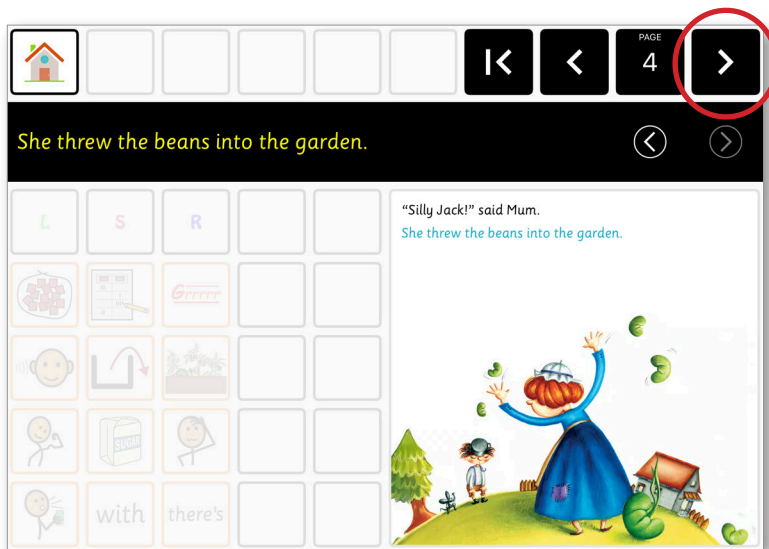 PAGE
4
She threw the beans into the garden.
L S R
"Silly Jack!" said Mum.
She threw the beans into the garden.
Grrrrr
SUGAR
with there's